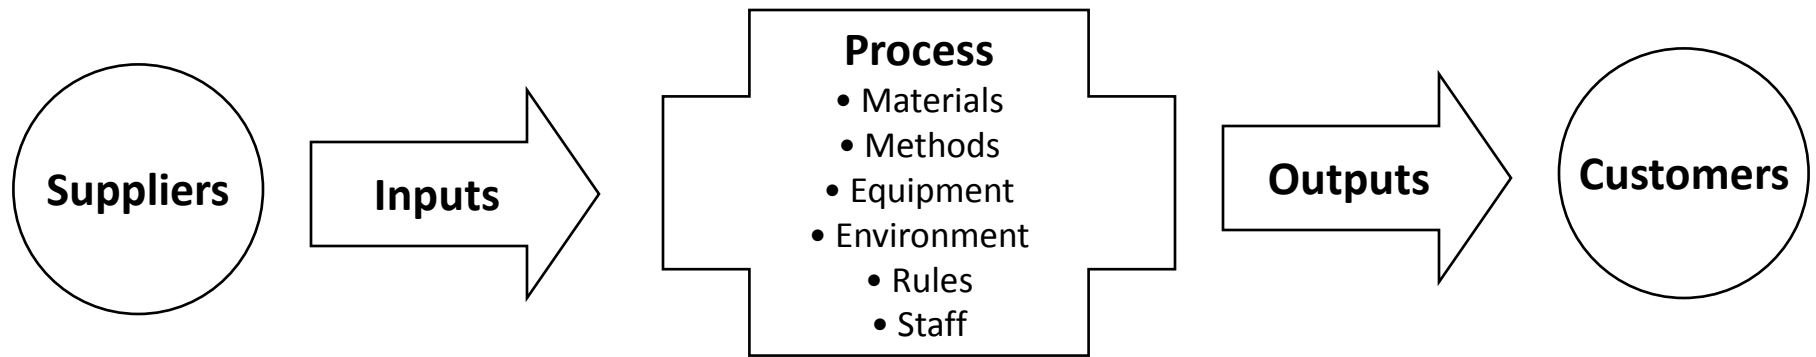 Suppliers
Inputs
Process
• Materials
• Methods
• Equipment
• Environment
• Rules
• Staff
Outputs
Customers